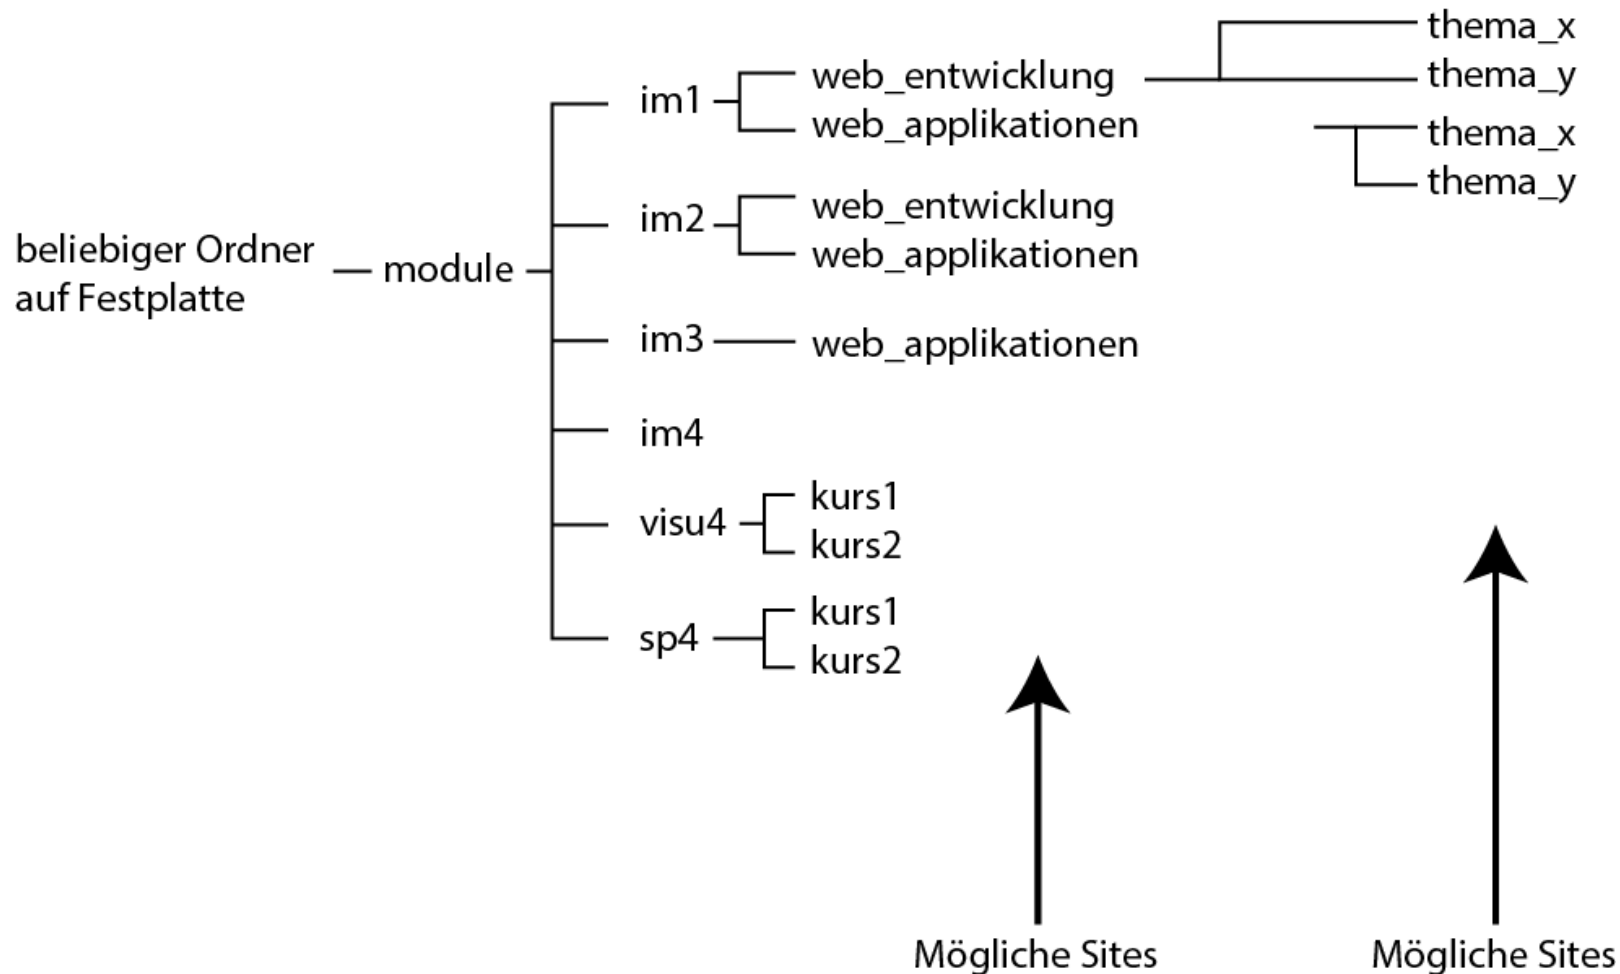 beliebiger Ordner
auf Festplatte
module
im1
web_entwicklung
web_applikationen
thema_x
thema_y
thema_x
thema_y
im2
web_entwicklung
web_applikationen
im3
web_applikationen
im4
visu4
kurs1
kurs2
sp4
kurs1
kurs2
Mögliche Sites
Mögliche Sites